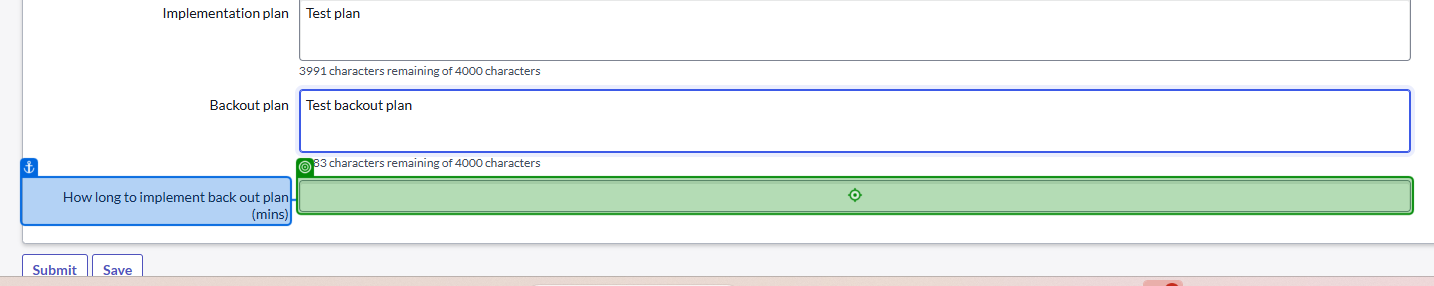 Implementation plan
Test plan
3991 characters remaining of 4000 characters
Backout plan
Test backout plan
83 characters remaining of 4000 characters
How long to implement back out plan
(mins)
Submit
Save